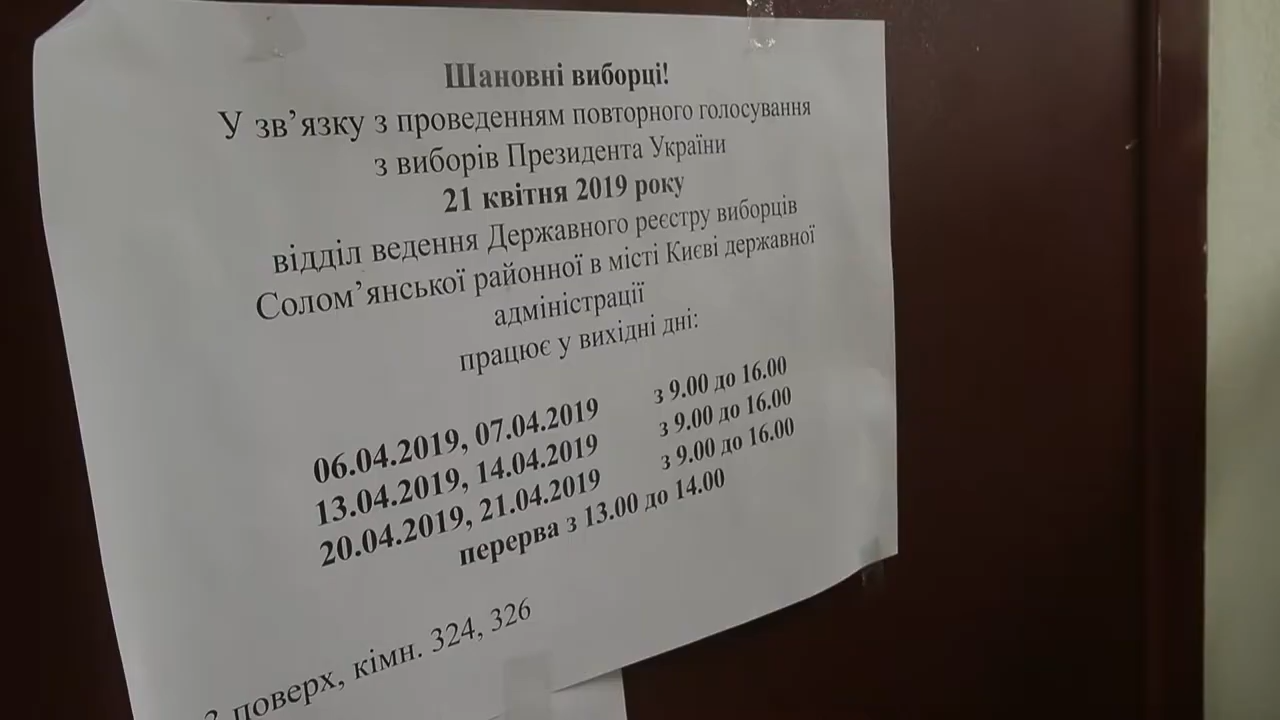 Шановні виборці!
У зв’язку з проведенням повторного голосування
з виборів Президента України
21 квітня 2019 року
відділ ведення Державного реєстру виборців
Солом’янської районної в місті Києві державної
адміністрації
працює у вихідні дні:
06.04.2019, 07.04.2019 з 9.00 до 16.00
13.04.2019, 14.04.2019 з 9.00 до 16.00
20.04.2019, 21.04.2019 з 9.00 до 16.00
перерва з 13.00 до 14.00
поверх, кімн. 324, 326